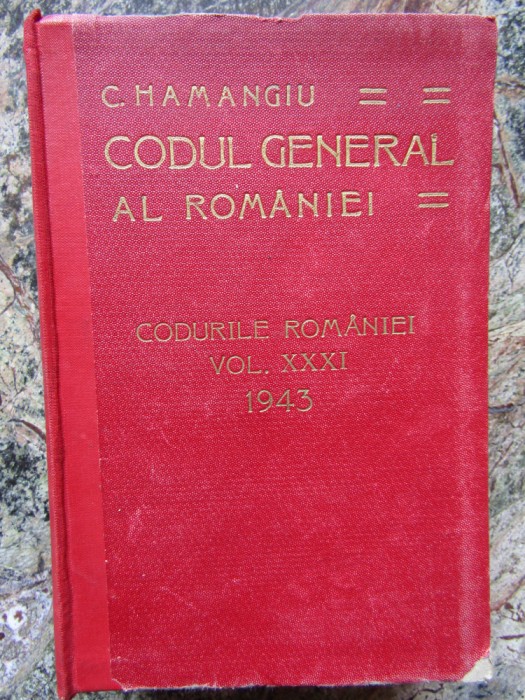 C. HAMANGIU
CODUL GENERAL
AL ROMÂNIEI
CODURILE ROMÂNIEI
VOL. XXXI
1943